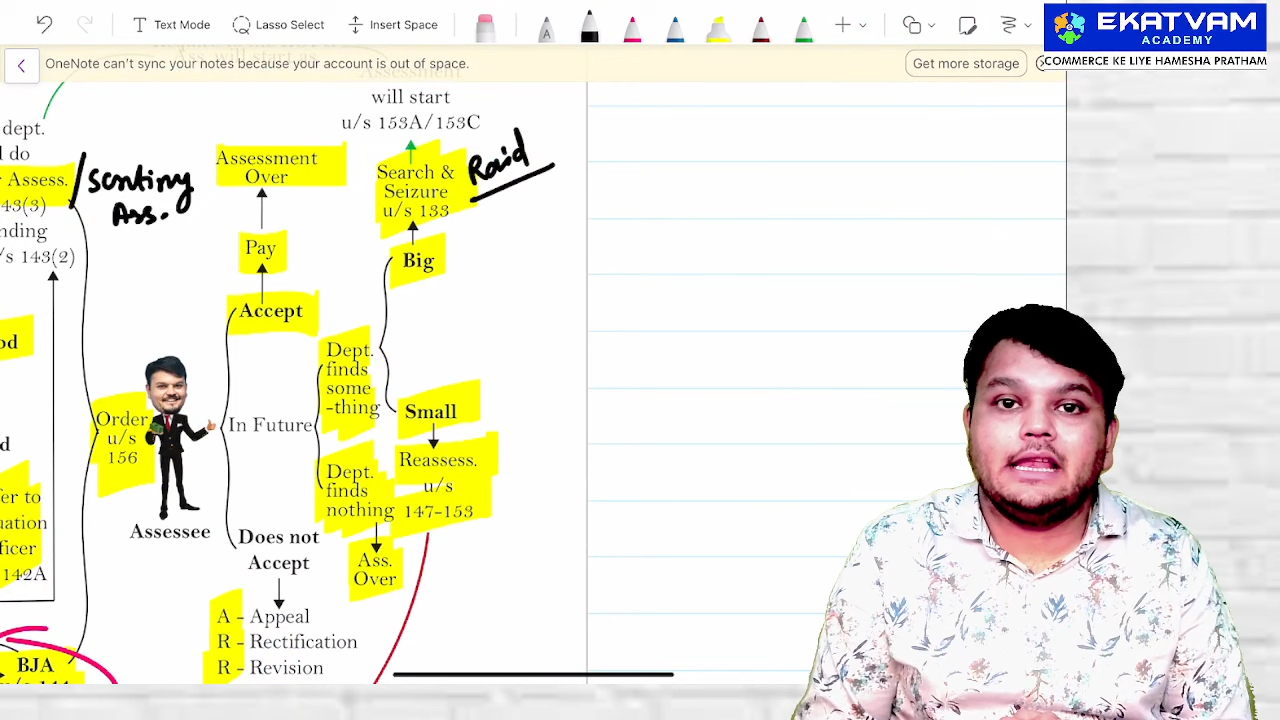 Text Mode
Lasso Select
Insert Space
A
EKATVAM
ACADEMY
COMMERCE KE LIYE HAMESHA PRATHAM
OneNote can't sync your notes because your account is out of space.
Get more storage
Assessment
will start
u/s 153A/153C
dept.
do
Assess.
43(3)
/s 143(2)
Ass.
Assessment
Over
Pay
Accept
Search &
Seizure
u/s 133
Raid
Big
Dept.
finds
some
-thing
In Future
Small
Reassess.
u/s
147-153
Dept.
finds
nothing
Ass.
Over
Order
u/s
156
Assessee
Does not
Accept
A - Appeal
R - Rectification
R - Revision
er to
uation
ficer
142A
BJA